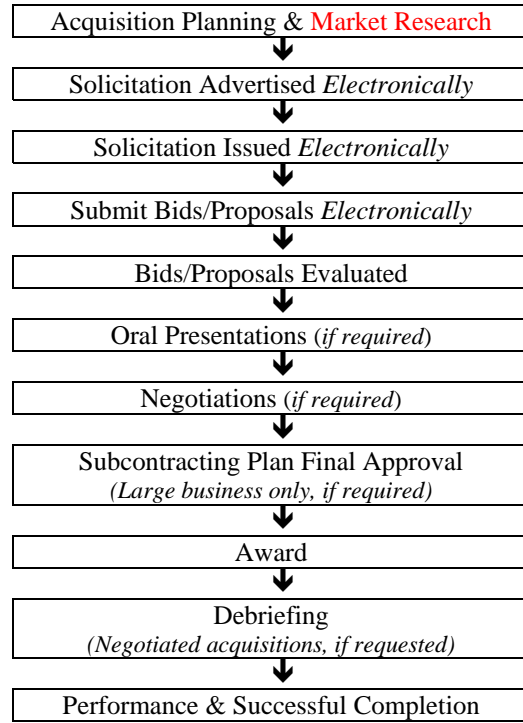 Acquisition Planning & Market Research
Solicitation Advertised Electronically
Solicitation Issued Electronically
Submit Bids/Proposals Electronically
Bids/Proposals Evaluated
Oral Presentations (if required)
Negotiations (if required)
Subcontracting Plan Final Approval
(Large business only, if required)
Award
Debriefing
(Negotiated acquisitions, if requested)
Performance & Successful Completion